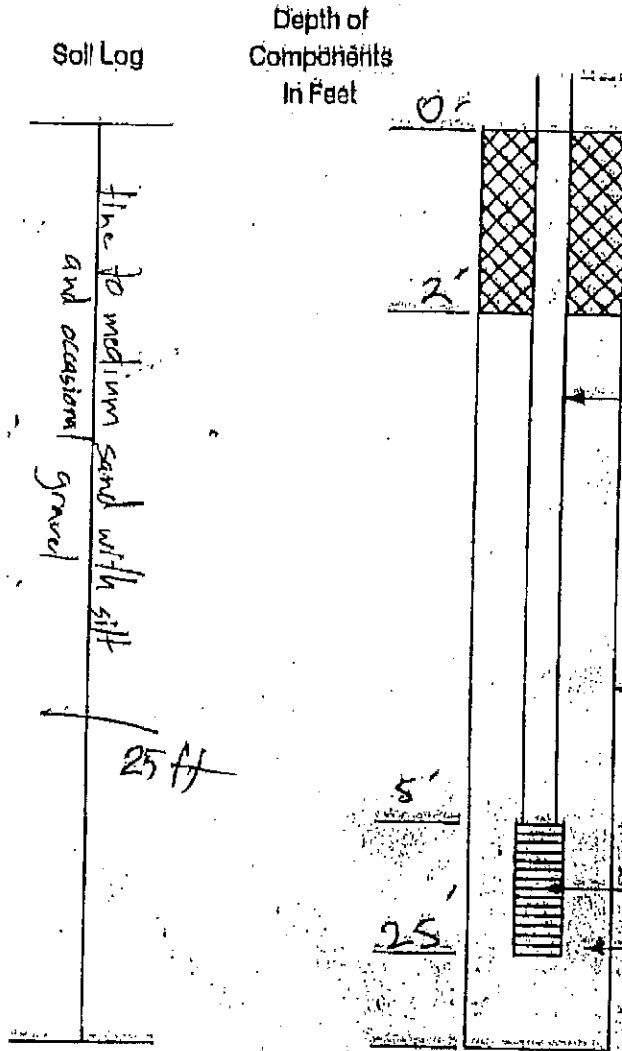 Soil Log
Depth of
Components
In Feet
0'
2'
fine to medium sand with silt
and occasional gravel
25 ft
5'
25'